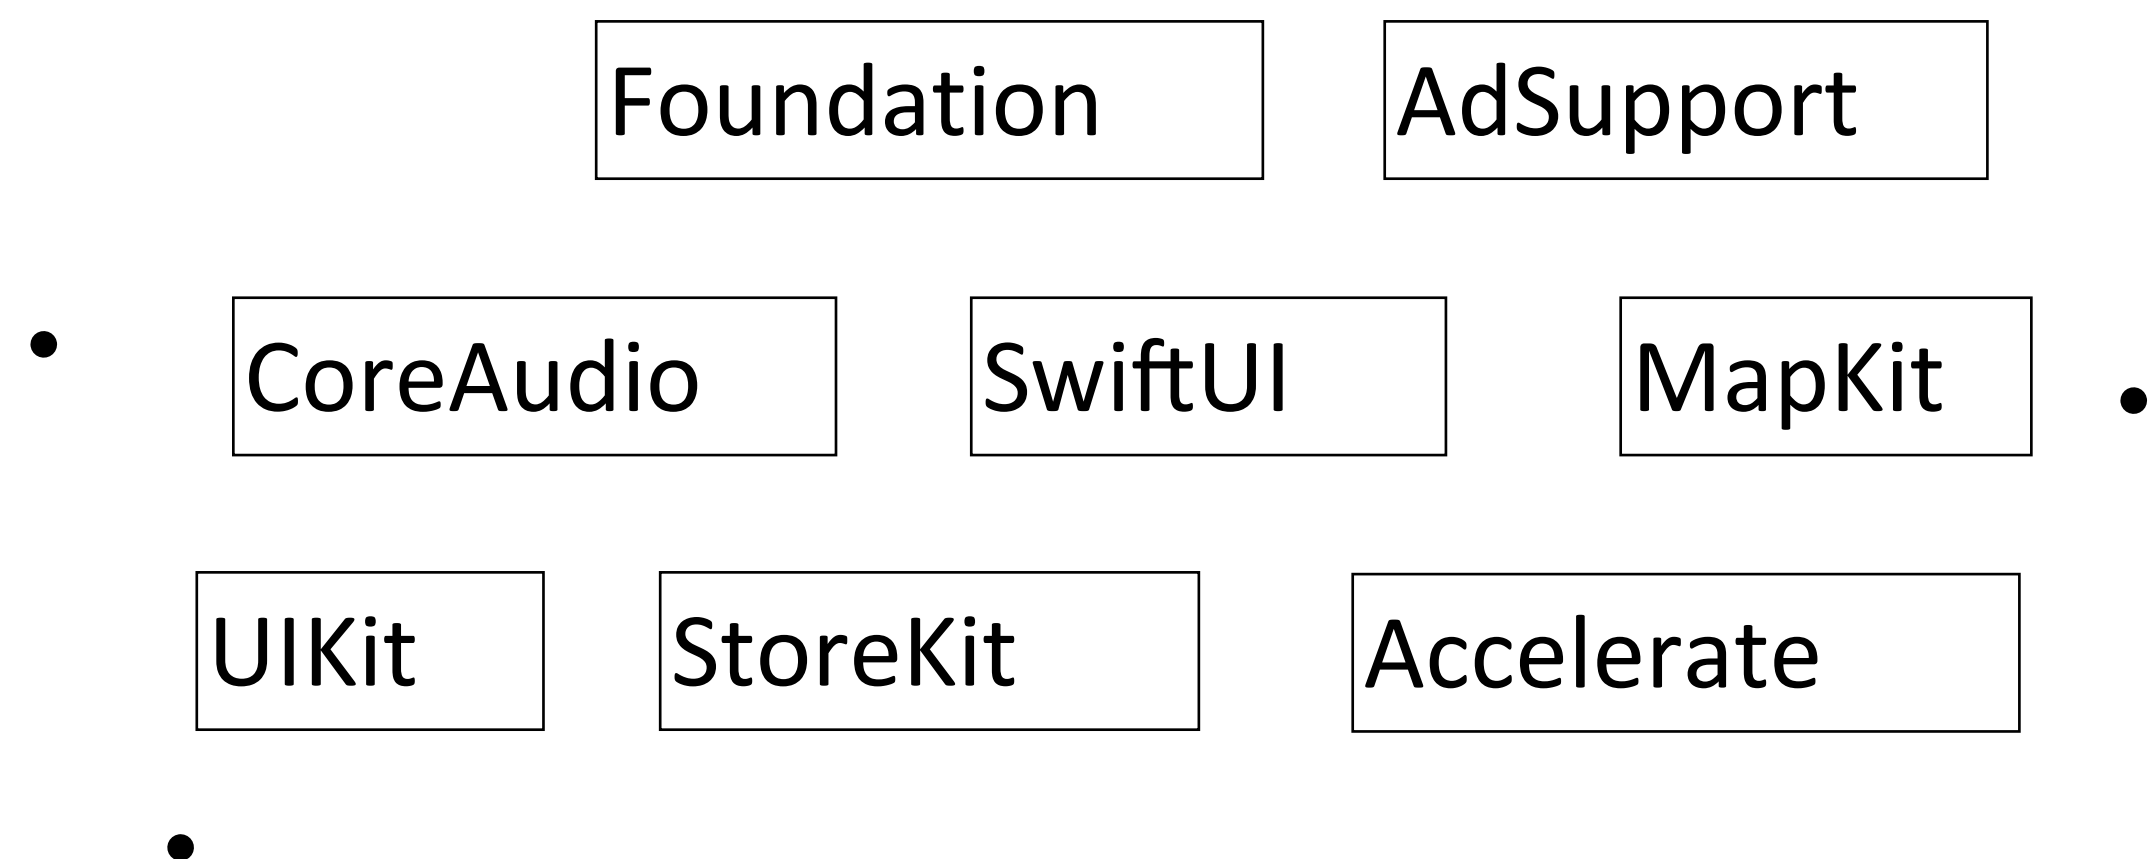 Foundation AdSupport
CoreAudio SwiftUI MapKit
UIKit StoreKit Accelerate